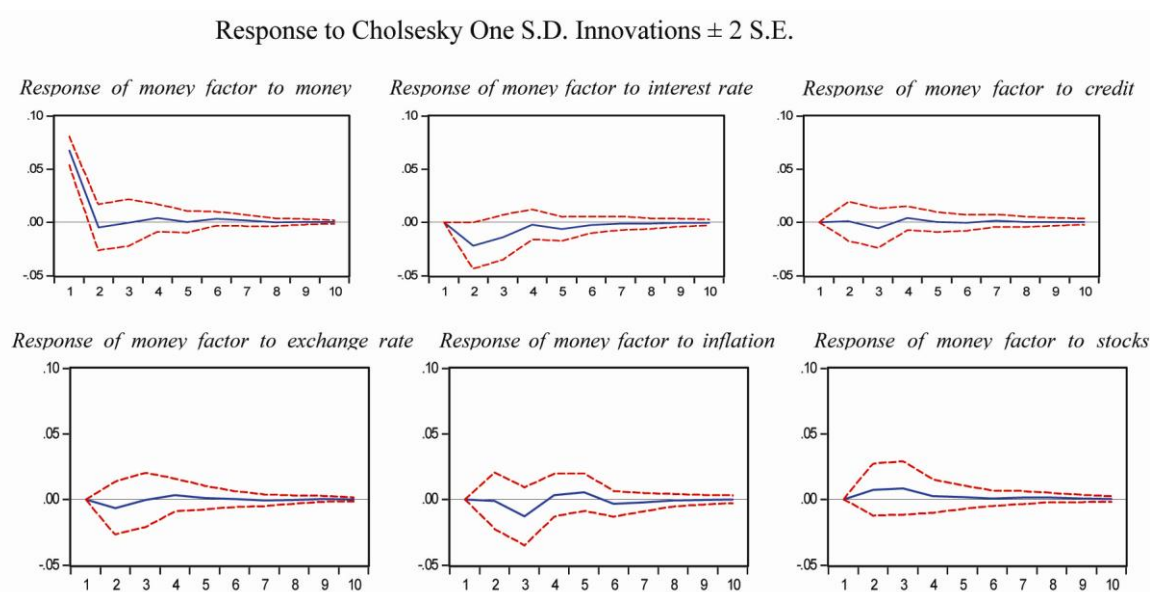 Response to Cholsesky One S.D. Innovations ± 2 S.E.
Response of money factor to money
Response of money factor to interest rate
Response of money factor to credit
.10
.05
.00
-.05
1 2 3 4 5 6 7 8 9 10
.10
.05
.00
-.05
1 2 3 4 5 6 7 8 9 10
.10
.05
.00
-.05
1 2 3 4 5 6 7 8 9 10
Response of money factor to exchange rate
Response of money factor to inflation
Response of money factor to stocks
.10
.05
.00
-.05
1 2 3 4 5 6 7 8 9 10
.10
.05
.00
-.05
1 2 3 4 5 6 7 8 9 10
.10
.05
.00
-.05
1 2 3 4 5 6 7 8 9 10